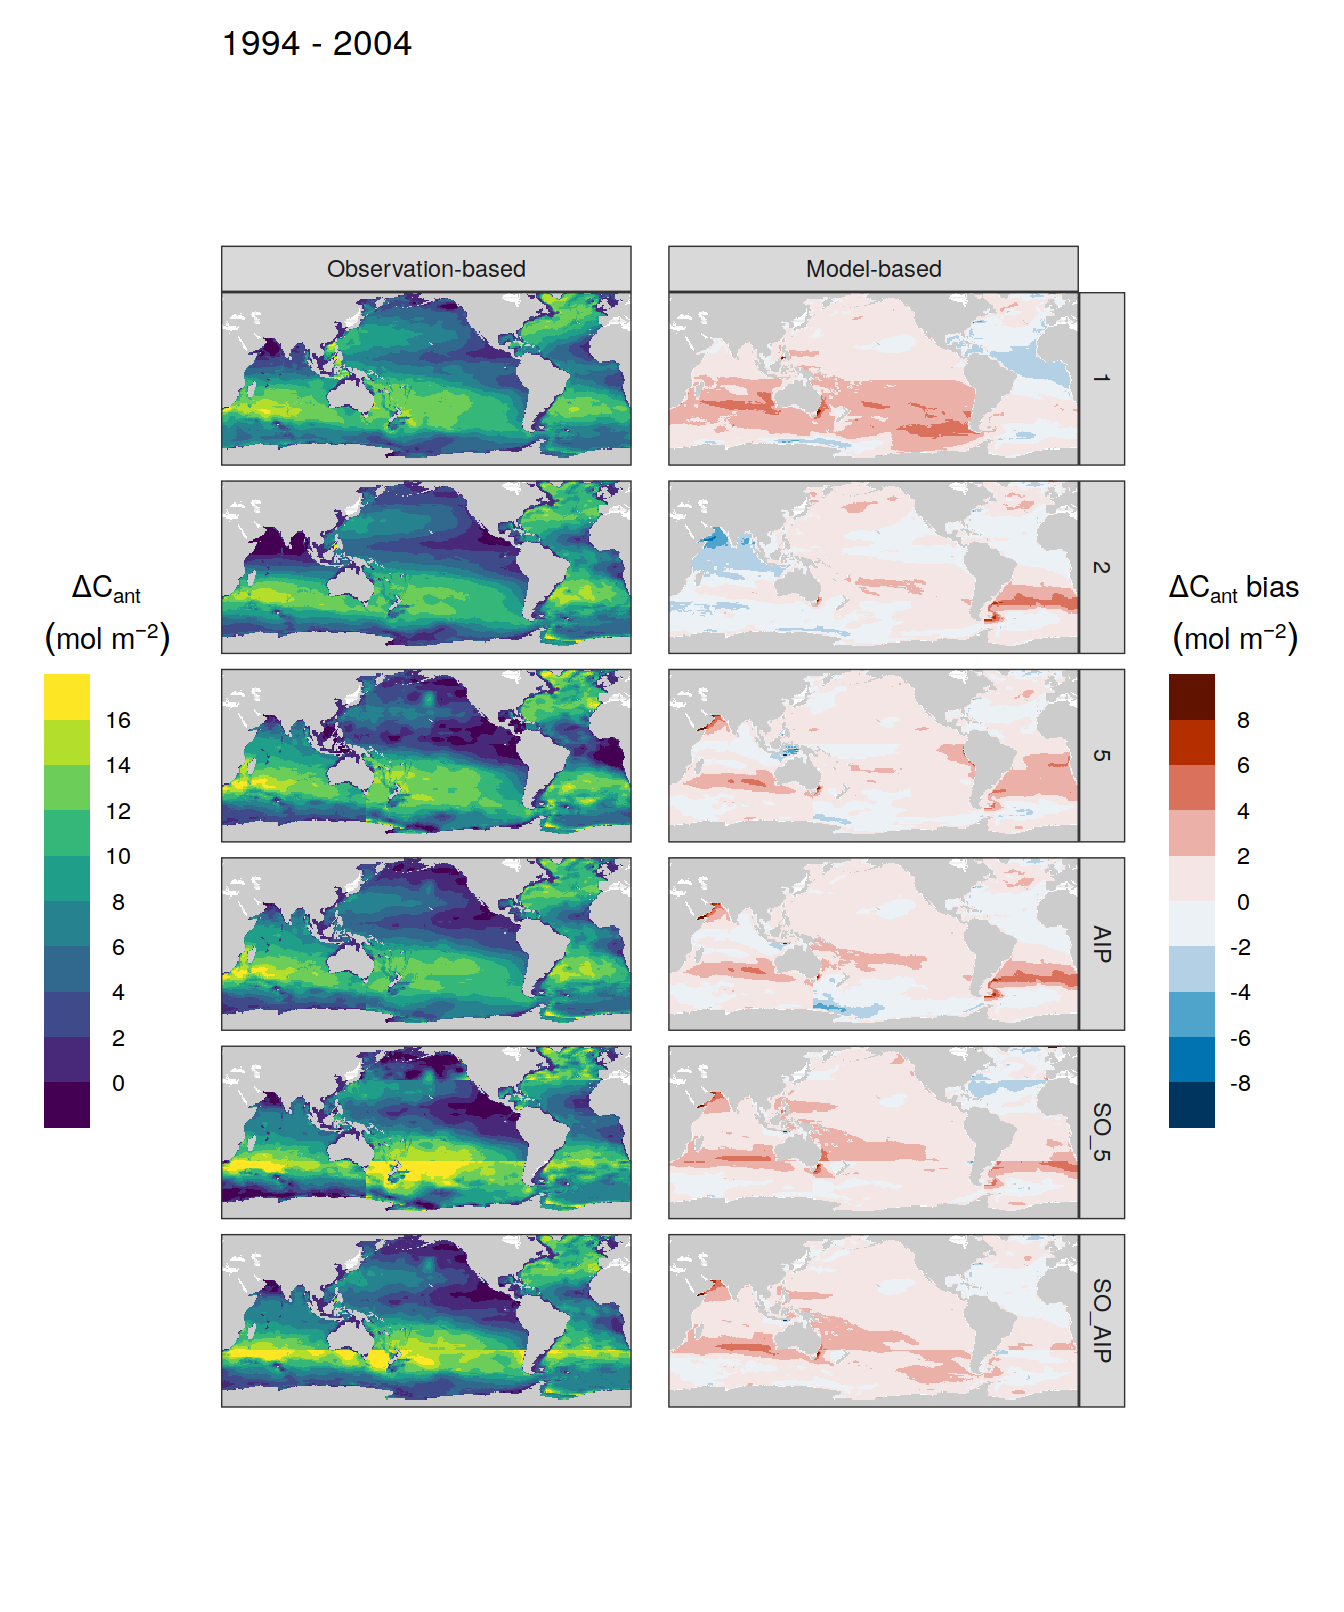 1994 - 2004
Observation-based
Model-based
1
2
5
AIP
SO_5
SO_AIP
ΔCant
(mol m−2)
16
14
12
10
8
6
4
2
0
ΔCant bias
(mol m−2)
8
6
4
2
0
-2
-4
-6
-8